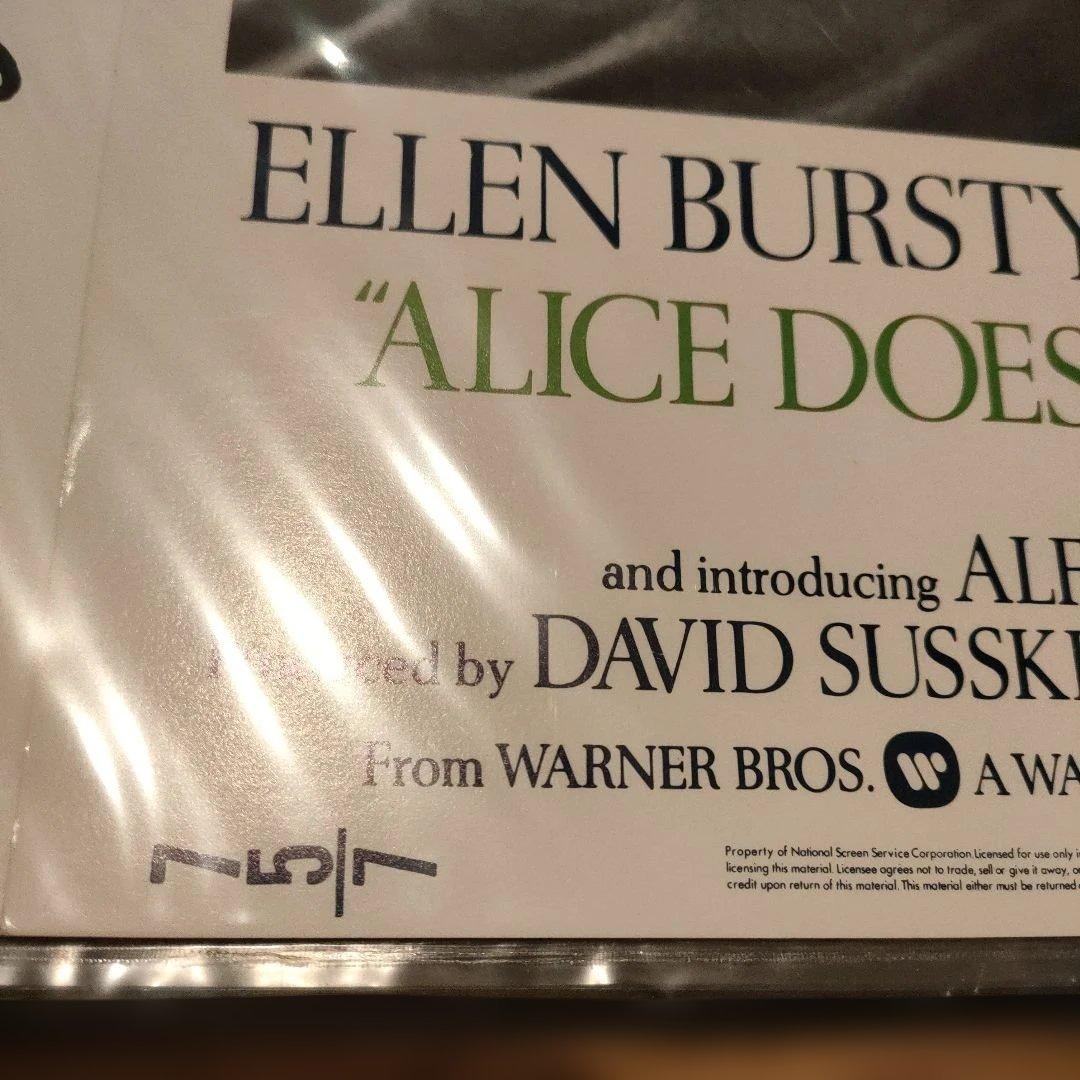 ELLEN BURSTY
"ALICE DOES
and introducing ALF
Produced by DAVID SUSSKI
From WARNER BROS. A WA
75/7
Property of National Screen Service Corporation. Licensed for use only i
licensing this material. Licensee agrees not to trade, sell or give it away, o
credit upon return of this material. This material either must be returned